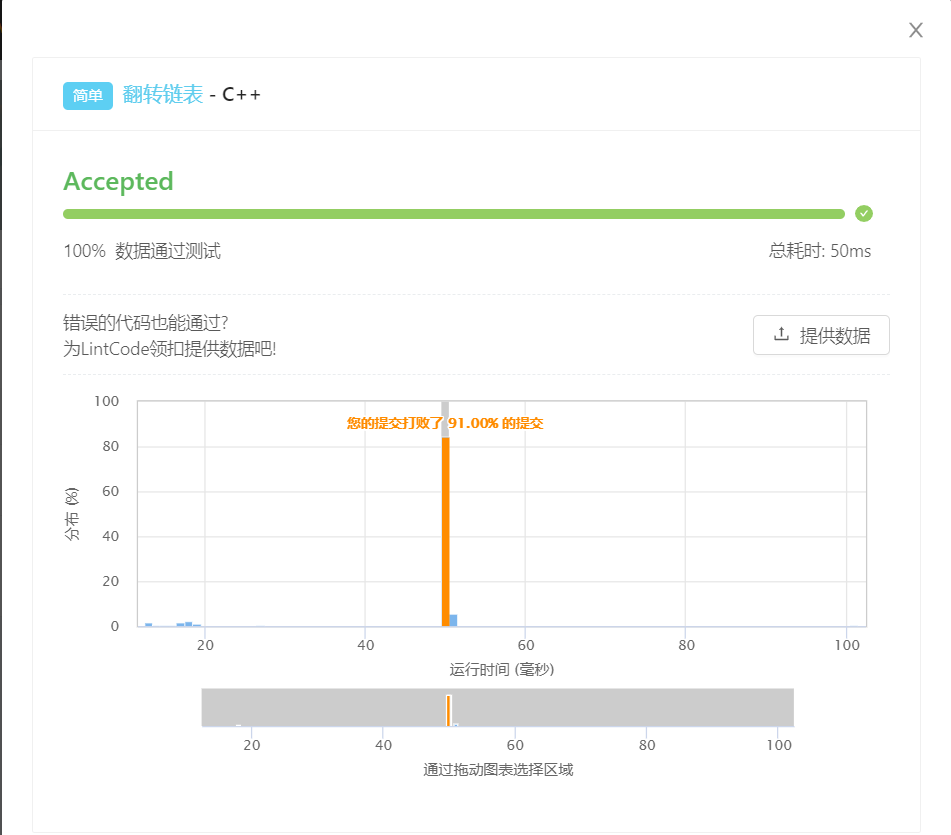 简单 翻转链表 - C++
Accepted
100% 数据通过测试 总耗时: 50ms
错误的代码也能通过?
为LintCode领扣提供数据吧!
提供数据
您的提交打败了 91.00% 的提交
分布 (%)
100
80
60
40
20
0
20 40 60 80 100
运行时间 (毫秒)
20 40 60 80 100
通过拖动图表选择区域